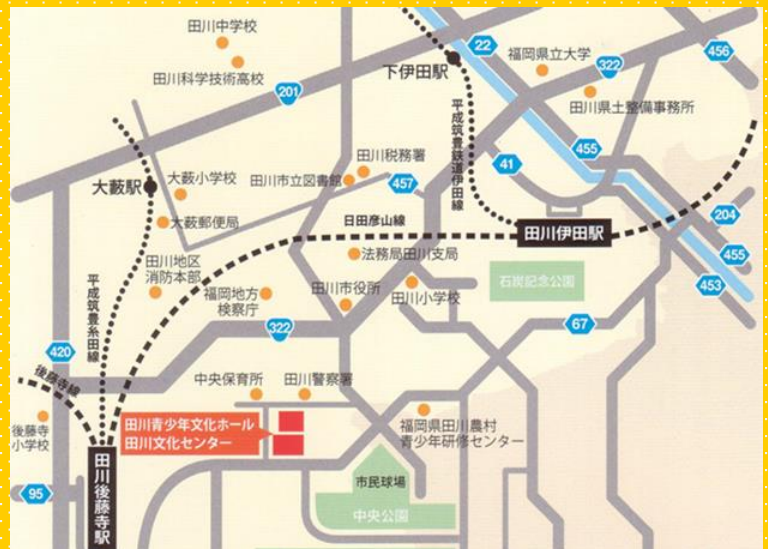 田川中学校
田川科学技術高校
201
下伊田駅
22
福岡県立大学
322
456
田川県土整備事務所
平成筑豊鉄道伊田線
455
41
大藪駅
大藪小学校
田川市立図書館
田川税務署
457
大藪郵便局
日田彦山線
田川伊田駅
204
455
453
田川地区
消防本部
法務局田川支局
石炭記念公園
平成筑豊糸田線
福岡地方
検察庁
田川市役所
田川小学校
322
67
420
後藤寺線
中央保育所
田川警察署
後藤寺
小学校
田川青少年文化ホール
田川文化センター
福岡県田川農村
青少年研修センター
田川後藤寺駅
95
市民球場
中央公園